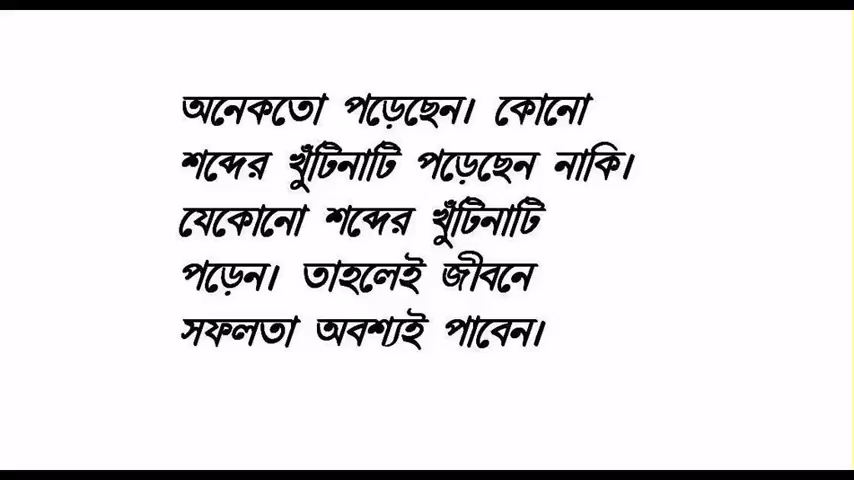 অনেকতো পড়েছেন। কোনো
শব্দের খুঁটিনাটি পড়েছেন নাকি।
যেকোনো শব্দের খুঁটিনাটি
পড়েন। তাহলেই জীবনে
সফলতা অবশ্যই পাবেন।